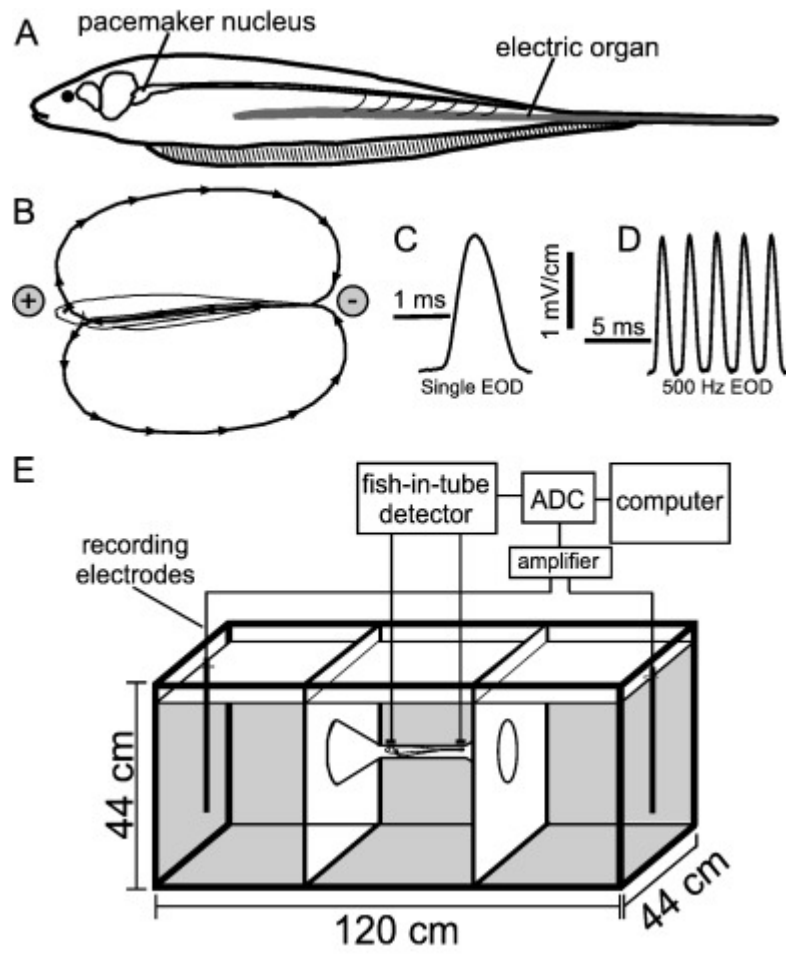 A
pacemaker nucleus
electric organ
B
+
-
C
1 ms
Single EOD
1 mV/cm
D
5 ms
500 Hz EOD
E
fish-in-tube
detector
ADC
computer
amplifier
recording
electrodes
44 cm
120 cm
44 cm